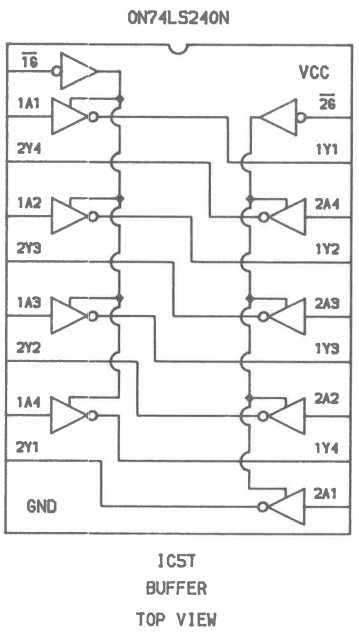 ON74LS240N
1G
VCC
1A1
2G
2Y4
1Y1
1A2
2A4
2Y3
1Y2
1A3
2A3
2Y2
1Y3
1A4
2A2
2Y1
1Y4
GND
2A1
IC5T
BUFFER
TOP VIEW